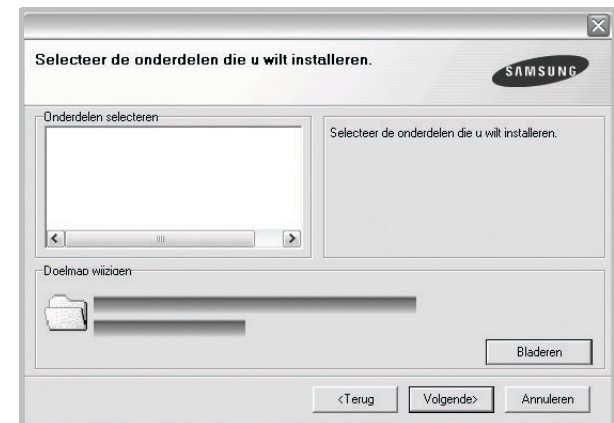 Selecteer de onderdelen die u wilt installeren.
SAMSUNG
Onderdelen selecteren
Selecteer de onderdelen die u wilt installeren.
Doelmap wijzigen
Bladeren
<Terug
Volgende>
Annuleren